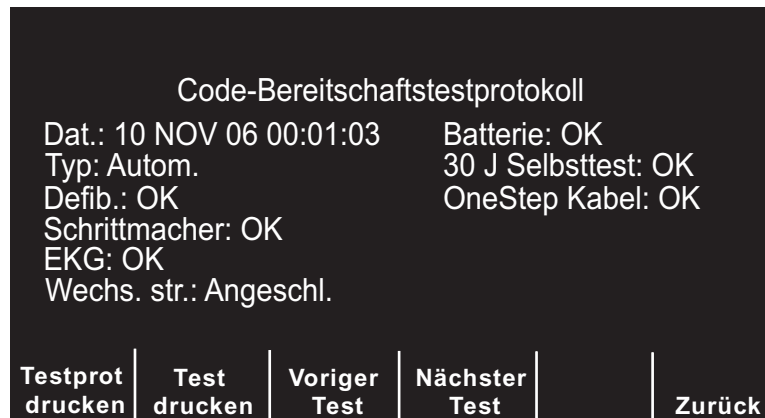 Code-Bereitschaftstestprotokoll
Dat.: 10 NOV 06 00:01:03
Typ: Autom.
Defib.: OK
Schrittmacher: OK
EKG: OK
Wechs. str.: Angeschl.
Batterie: OK
30 J Selbsttest: OK
OneStep Kabel: OK
Testprot
drucken
Test
drucken
Voriger
Test
Nächster
Test
Zurück